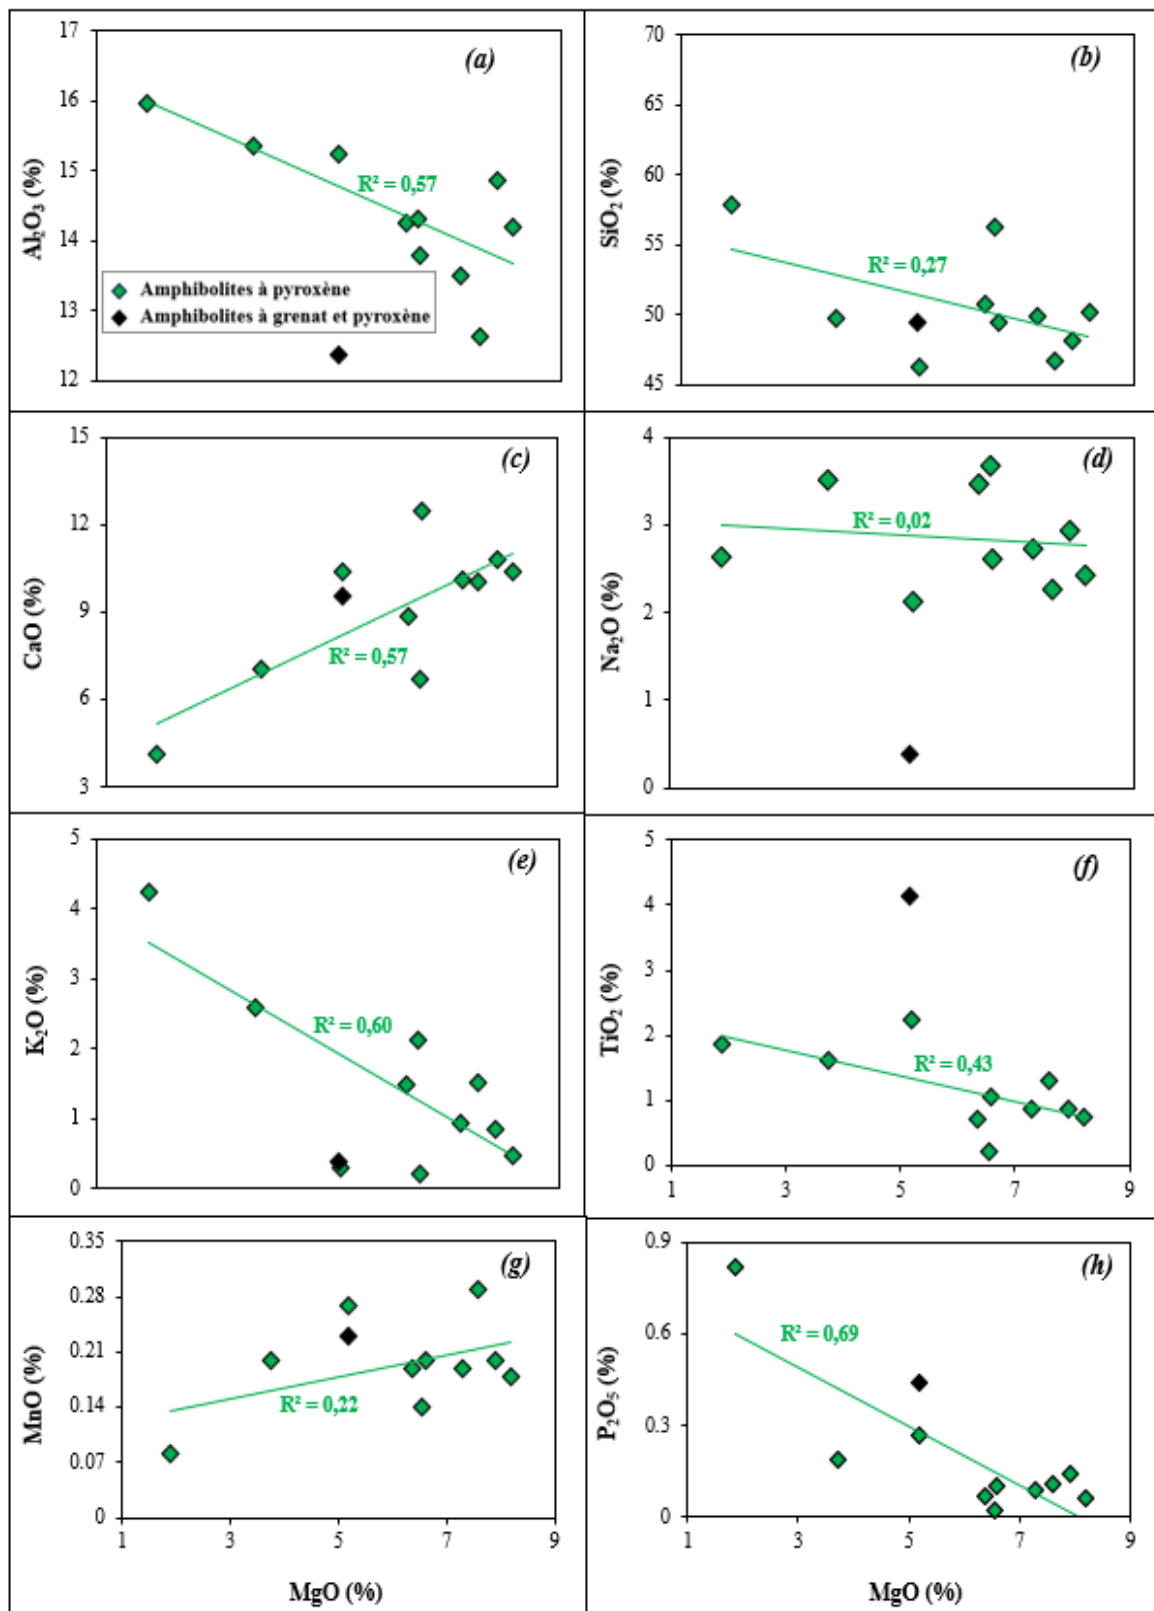 (a)
17
16
15
14
13
12
Al₂O₃ (%)
R² = 0,57
Amphibolites à pyroxène
Amphibolites à grenat et pyroxène
(b)
70
65
60
55
50
45
SiO₂ (%)
R² = 0,27
(c)
15
12
9
6
3
CaO (%)
R² = 0,57
(d)
4
3
2
1
0
Na₂O (%)
R² = 0,02
(e)
5
4
3
2
1
0
K₂O (%)
R² = 0,60
(f)
5
4
3
2
1
0
TiO₂ (%)
R² = 0,43
1 3 5 7 9
(g)
0.35
0.28
0.21
0.14
0.07
0
MnO (%)
R² = 0,22
1 3 5 7 9
MgO (%)
(h)
0.9
0.6
0.3
0
P₂O₅ (%)
R² = 0,69
1 3 5 7 9
MgO (%)